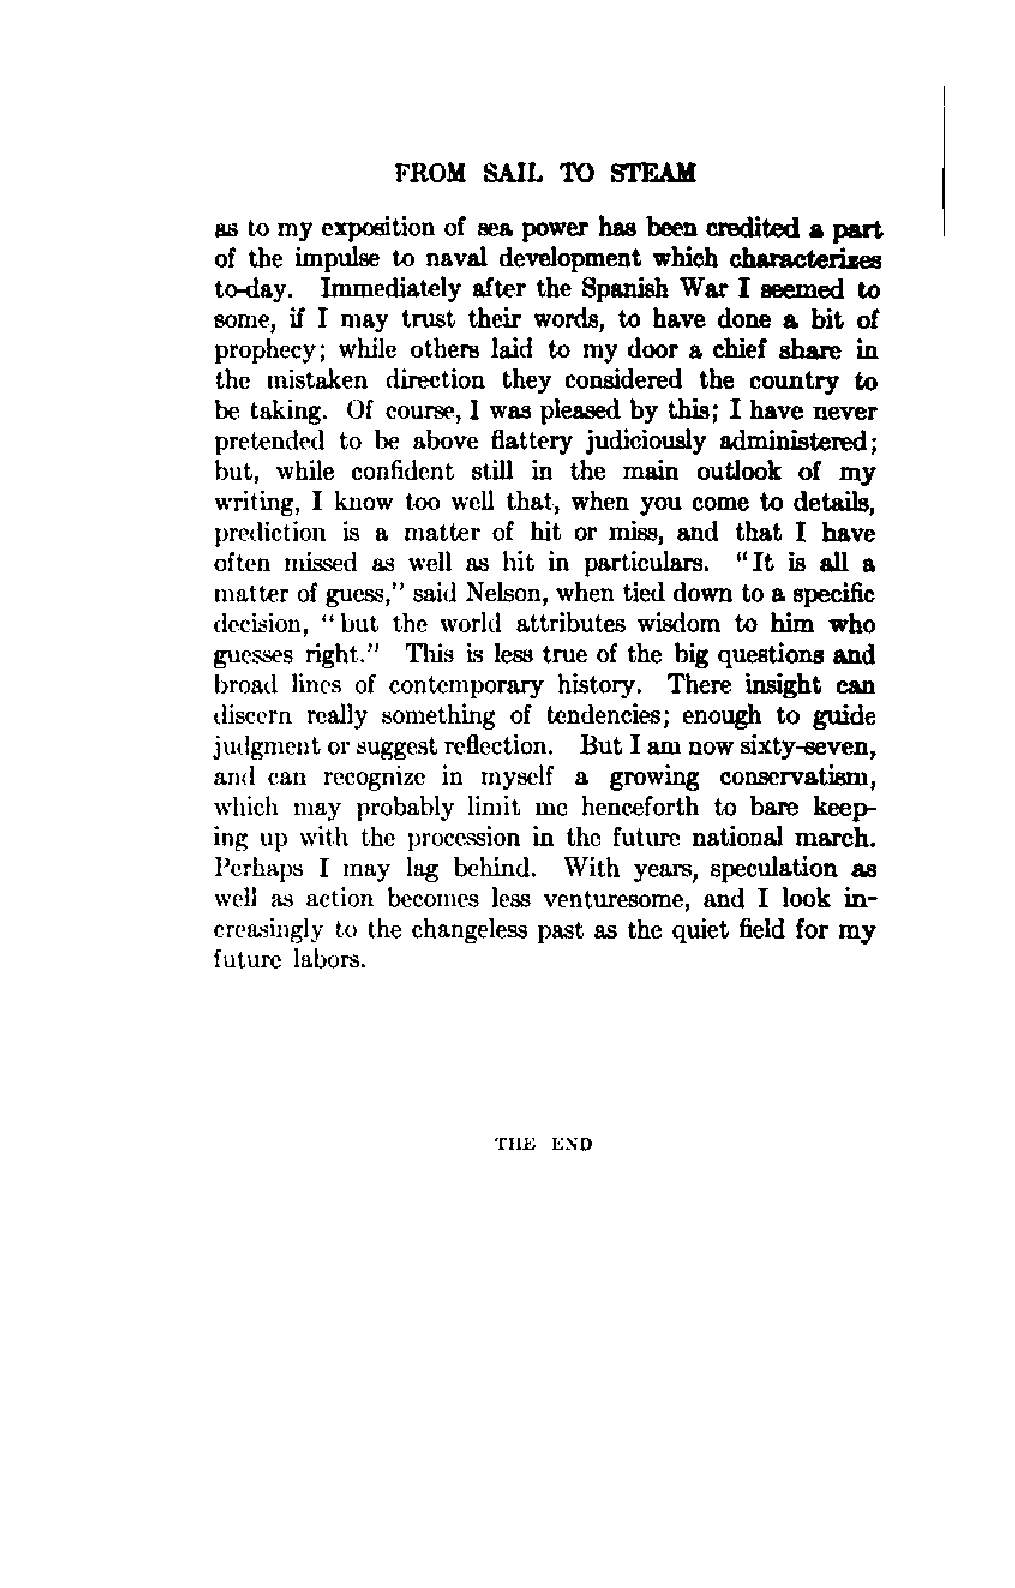 FROM SAIL TO STEAM
as to my exposition of sea power has been credited a part
of the impulse to naval development which characterizes
to-day. Immediately after the Spanish War I seemed to
some, if I may trust their words, to have done a bit of
prophecy; while others laid to my door a chief share in
the mistaken direction they considered the country to
be taking. Of course, I was pleased by this; I have never
pretended to be above flattery judiciously administered;
but, while confident still in the main outlook of my
writing, I know too well that, when you come to details,
prediction is a matter of hit or miss, and that I have
often missed as well as hit in particulars. "It is all a
matter of guess," said Nelson, when tied down to a specific
decision, "but the world attributes wisdom to him who
guesses right." This is less true of the big questions and
broad lines of contemporary history. There insight can
discern really something of tendencies; enough to guide
judgment or suggest reflection. But I am now sixty-seven,
and can recognize in myself a growing conservatism,
which may probably limit me henceforth to bare keep-
ing up with the procession in the future national march.
Perhaps I may lag behind. With years, speculation as
well as action becomes less venturesome, and I look in-
creasingly to the changeless past as the quiet field for my
future labors.
THE END